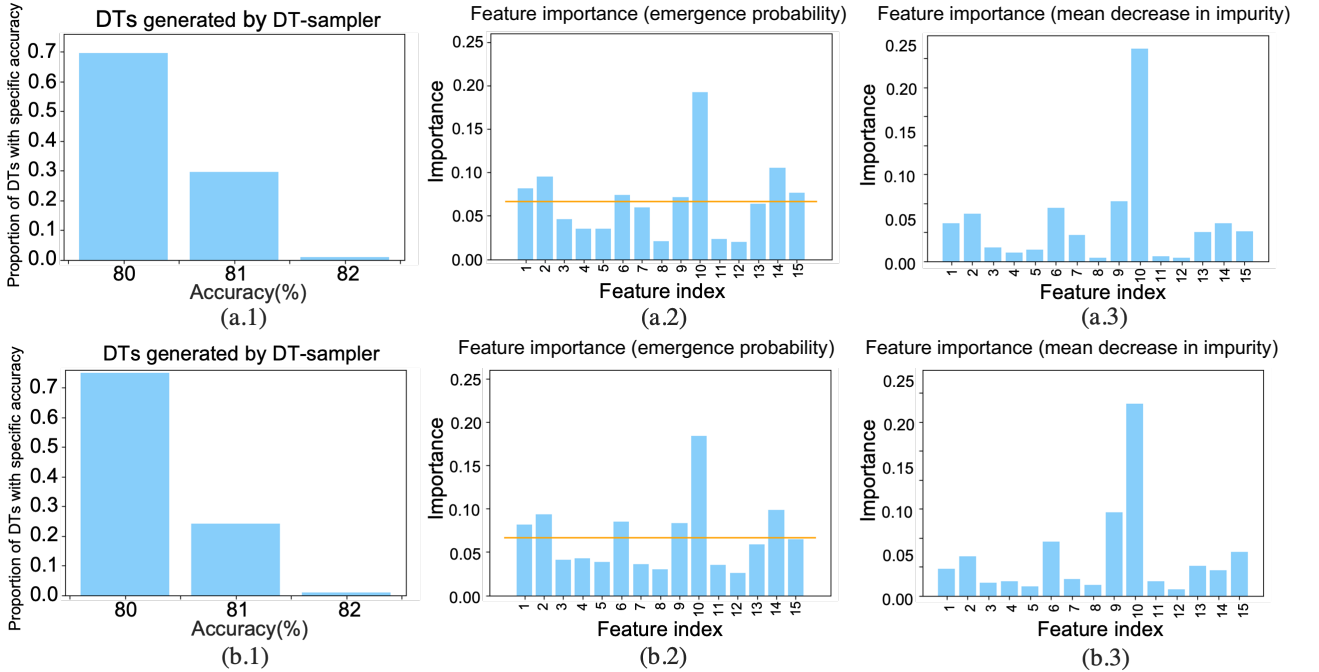 DTs generated by DT-sampler
Proportion of DTs with specific accuracy
0.7
0.6
0.5
0.4
0.3
0.2
0.1
0.0
80 81 82
Accuracy(%)
(a.1)
Feature importance (emergence probability)
Importance
0.25
0.20
0.15
0.10
0.05
0.00
1 2 3 4 5 6 7 8 9 10 11 12 13 14 15
Feature index
(a.2)
Feature importance (mean decrease in impurity)
Importance
0.25
0.20
0.15
0.10
0.05
0.00
1 2 3 4 5 6 7 8 9 10 11 12 13 14 15
Feature index
(a.3)
DTs generated by DT-sampler
Proportion of DTs with specific accuracy
0.7
0.6
0.5
0.4
0.3
0.2
0.1
0.0
80 81 82
Accuracy(%)
(b.1)
Feature importance (emergence probability)
Importance
0.25
0.20
0.15
0.10
0.05
0.00
1 2 3 4 5 6 7 8 9 10 11 12 13 14 15
Feature index
(b.2)
Feature importance (mean decrease in impurity)
Importance
0.25
0.20
0.15
0.10
0.05
0.00
1 2 3 4 5 6 7 8 9 10 11 12 13 14 15
Feature index
(b.3)